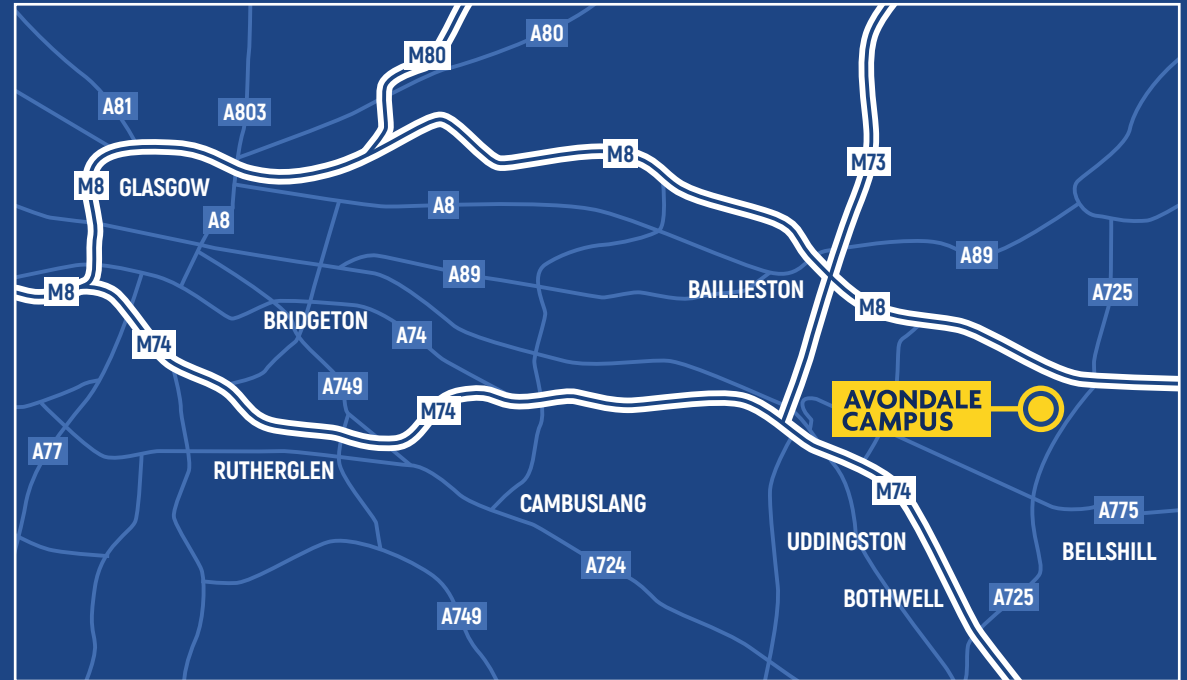 A80
M80
A81
A803
M8
M73
M8
GLASGOW
A8
A8
A89
A89
BAILLIESTON
M8
A725
M8
BRIDGETON
A74
M74
A749
AVONDALE
CAMPUS
M74
A77
RUTHERGLEN
M74
CAMBUSLANG
A775
UDDINGSTON
BELLSHILL
A724
BOTHWELL
A725
A749